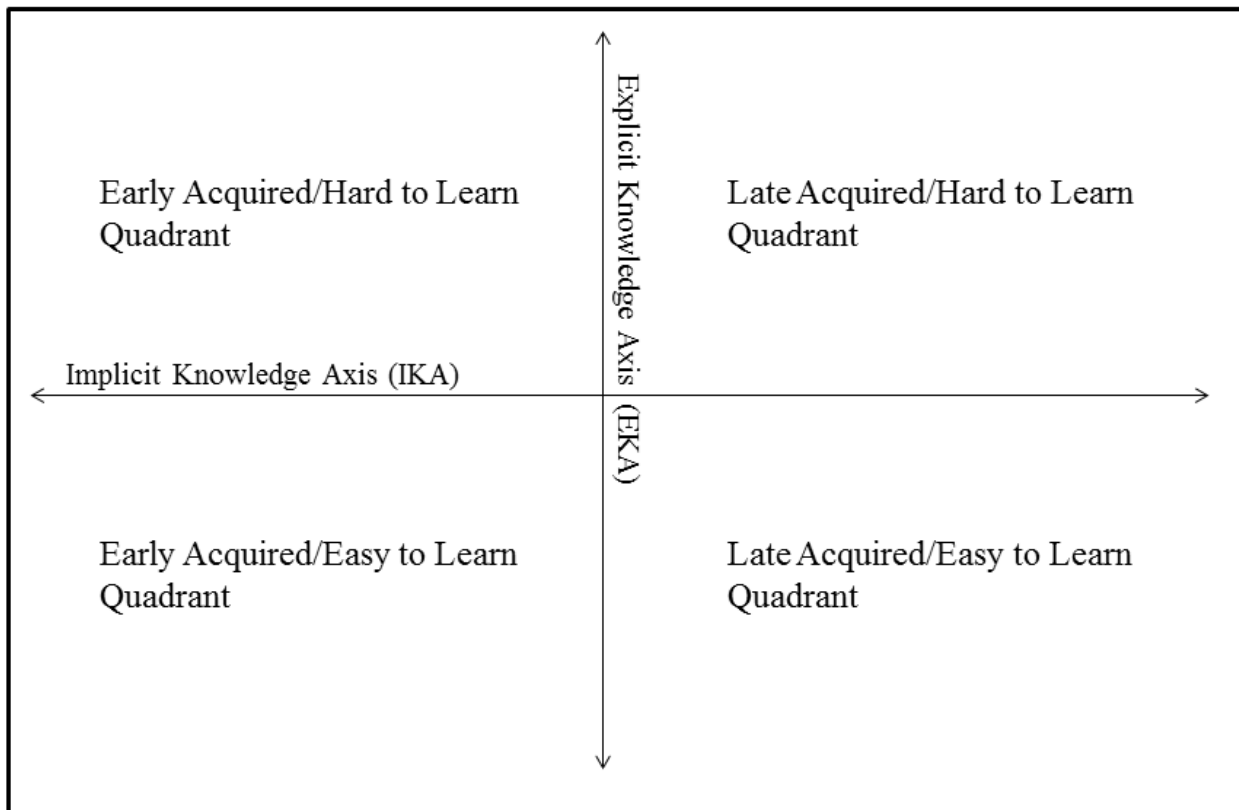 Explicit Knowledge Axis (EKA)
Early Acquired/Hard to Learn
Quadrant
Late Acquired/Hard to Learn
Quadrant
Implicit Knowledge Axis (IKA)
Early Acquired/Easy to Learn
Quadrant
Late Acquired/Easy to Learn
Quadrant